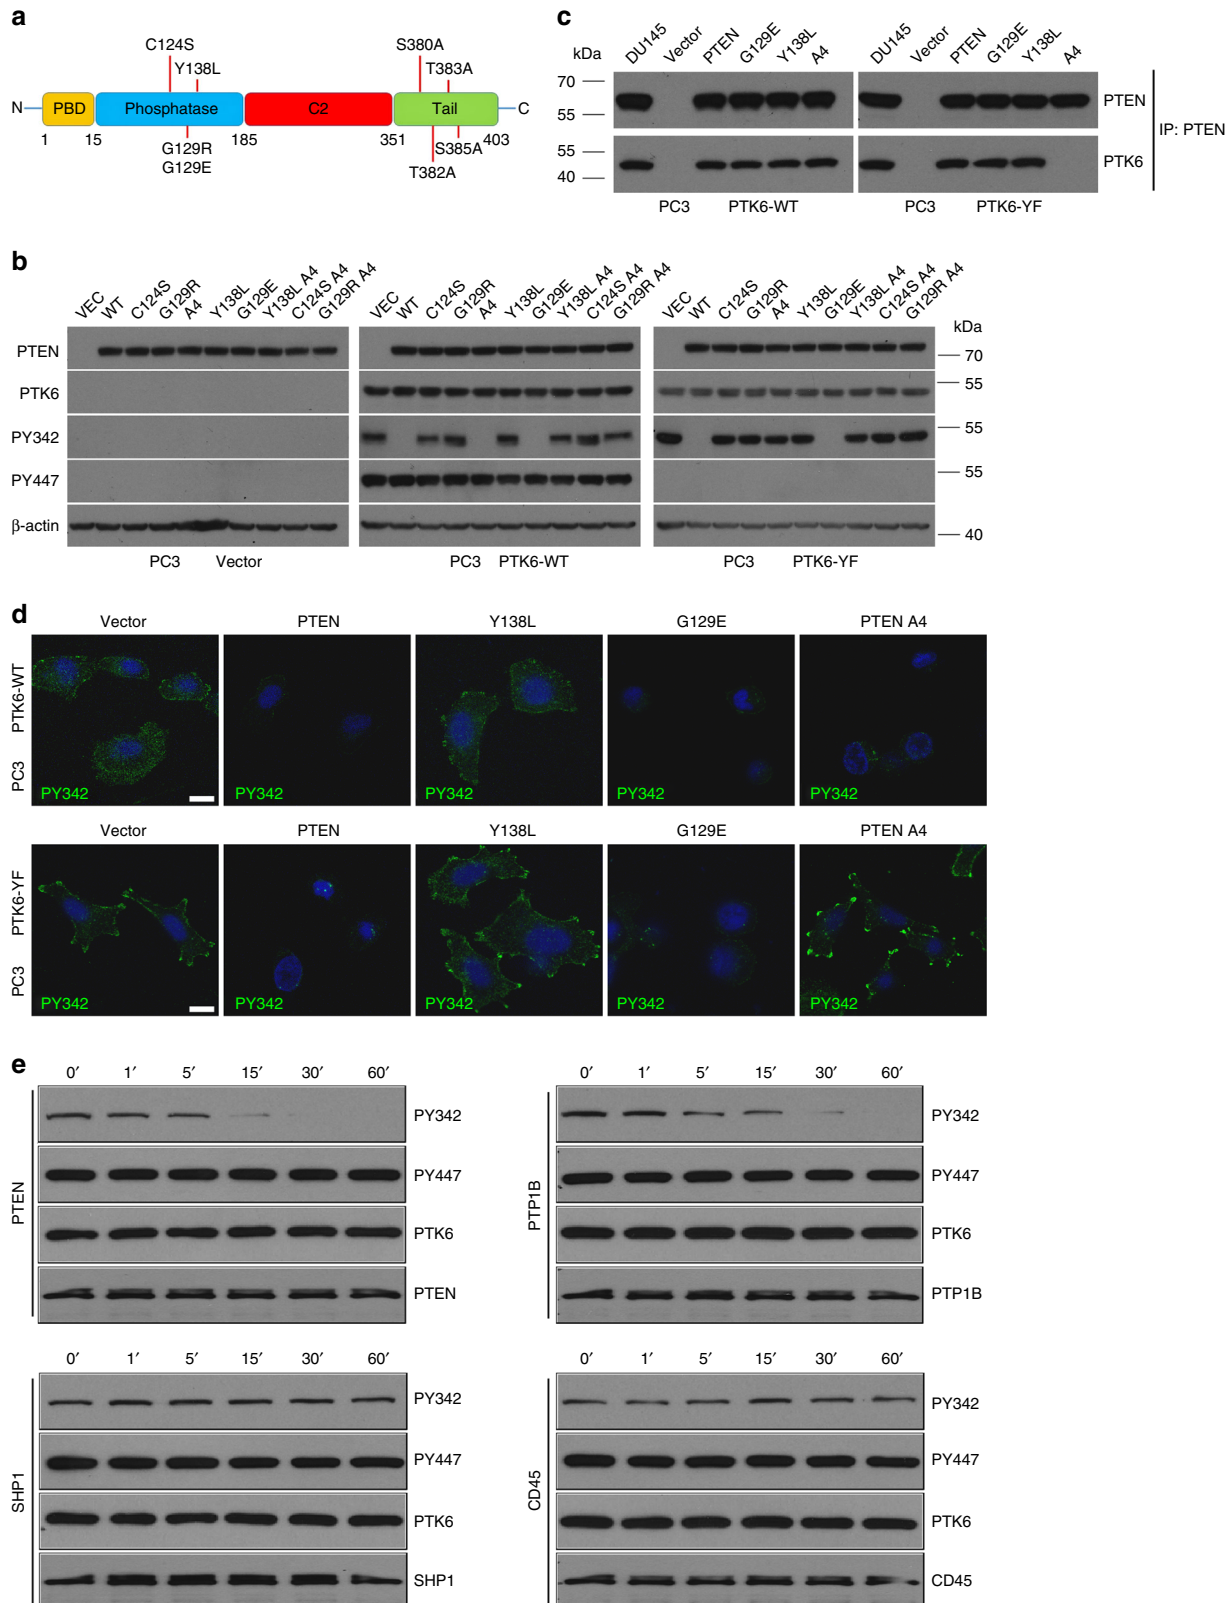 a
C124S
Y138L
S380A
T383A
N
PBD
Phosphatase
C2
Tail
C
1
15
185
351
403
G129R
G129E
S385A
T382A
c
kDa
DU145
Vector
PTEN
G129E
Y138L
A4
DU145
Vector
PTEN
G129E
Y138L
A4
70
55
PTEN
55
40
PTK6
IP: PTEN
PC3
PTK6-WT
PC3
PTK6-YF
b
VEC
WT
C124S
G129R
A4
Y138L
G129E
Y138L A4
C124S A4
G129R A4
VEC
WT
C124S
G129R
A4
Y138L
G129E
Y138L A4
C124S A4
G129R A4
VEC
WT
C124S
G129R
A4
Y138L
G129E
Y138L A4
C124S A4
G129R A4
kDa
PTEN
70
PTK6
55
PY342
55
PY447
55
β-actin
40
PC3 Vector
PC3 PTK6-WT
PC3 PTK6-YF
d
Vector
PTEN
Y138L
G129E
PTEN A4
PC3 PTK6-WT
PY342
PY342
PY342
PY342
PY342
Vector
PTEN
Y138L
G129E
PTEN A4
PC3 PTK6-YF
PY342
PY342
PY342
PY342
PY342
e
0′ 1′ 5′ 15′ 30′ 60′
PTEN
PY342
PY447
PTK6
PTEN
0′ 1′ 5′ 15′ 30′ 60′
PTP1B
PY342
PY447
PTK6
PTP1B
0′ 1′ 5′ 15′ 30′ 60′
SHP1
PY342
PY447
PTK6
SHP1
0′ 1′ 5′ 15′ 30′ 60′
CD45
PY342
PY447
PTK6
CD45